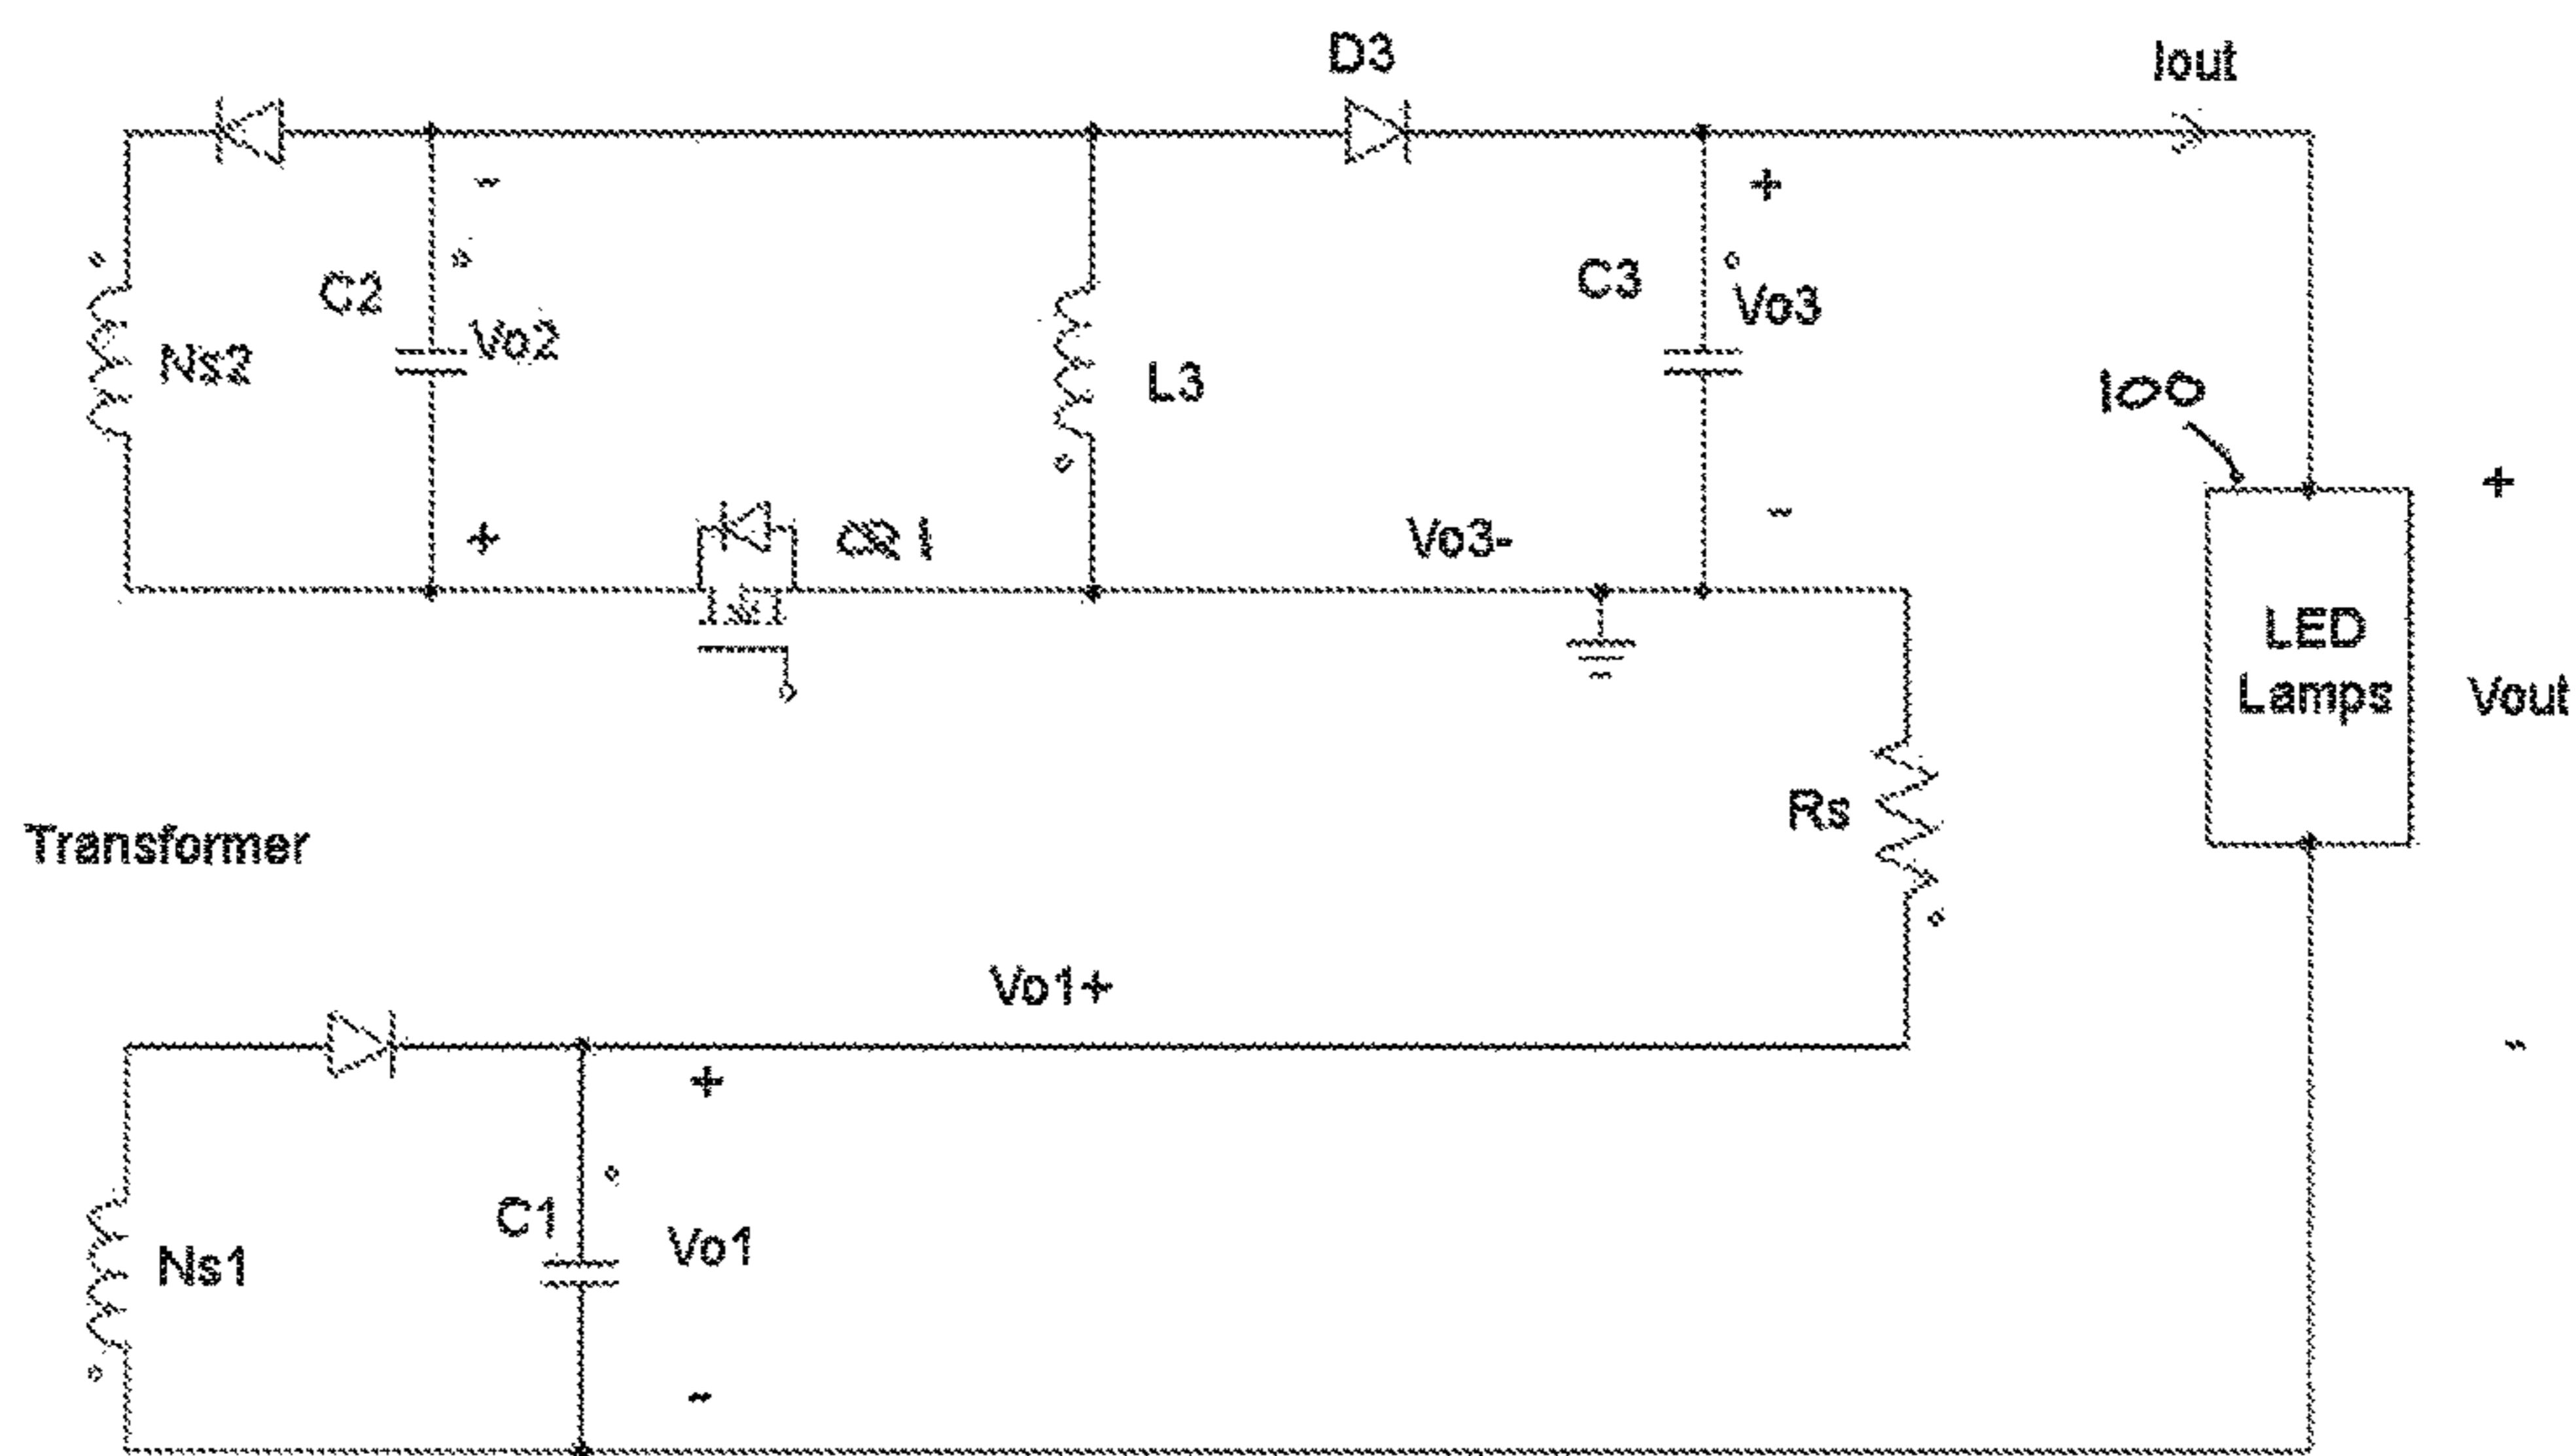 D3
Iout
-
+
C2
Vo2
C3
Vo3
Ns2
L3
100
+
+
Vo3-
-
LED
Lamps
Vout
Rs
Transformer
Vo1+
-
+
C1
Vo1
Ns1
-